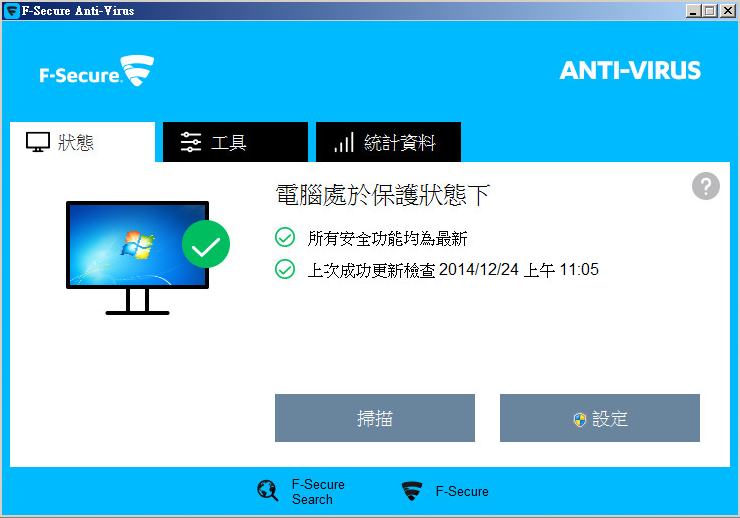 F-Secure Anti-Virus
F-Secure.
ANTI-VIRUS
狀態
工具
統計資料
電腦處於保護狀態下
?
所有安全功能均為最新
上次成功更新檢查 2014/12/24 上午 11:05
掃描
設定
F-Secure
Search
F-Secure